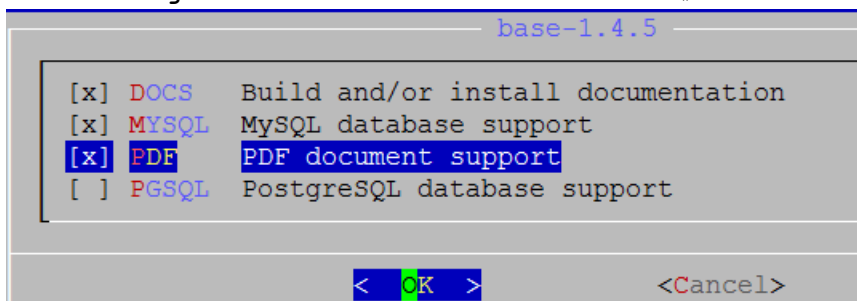 base-1.4.5
[x] DOCS Build and/or install documentation
[x] MYSQL MySQL database support
[x] PDF PDF document support
[ ] PGSQL PostgreSQL database support
< OK > <Cancel>